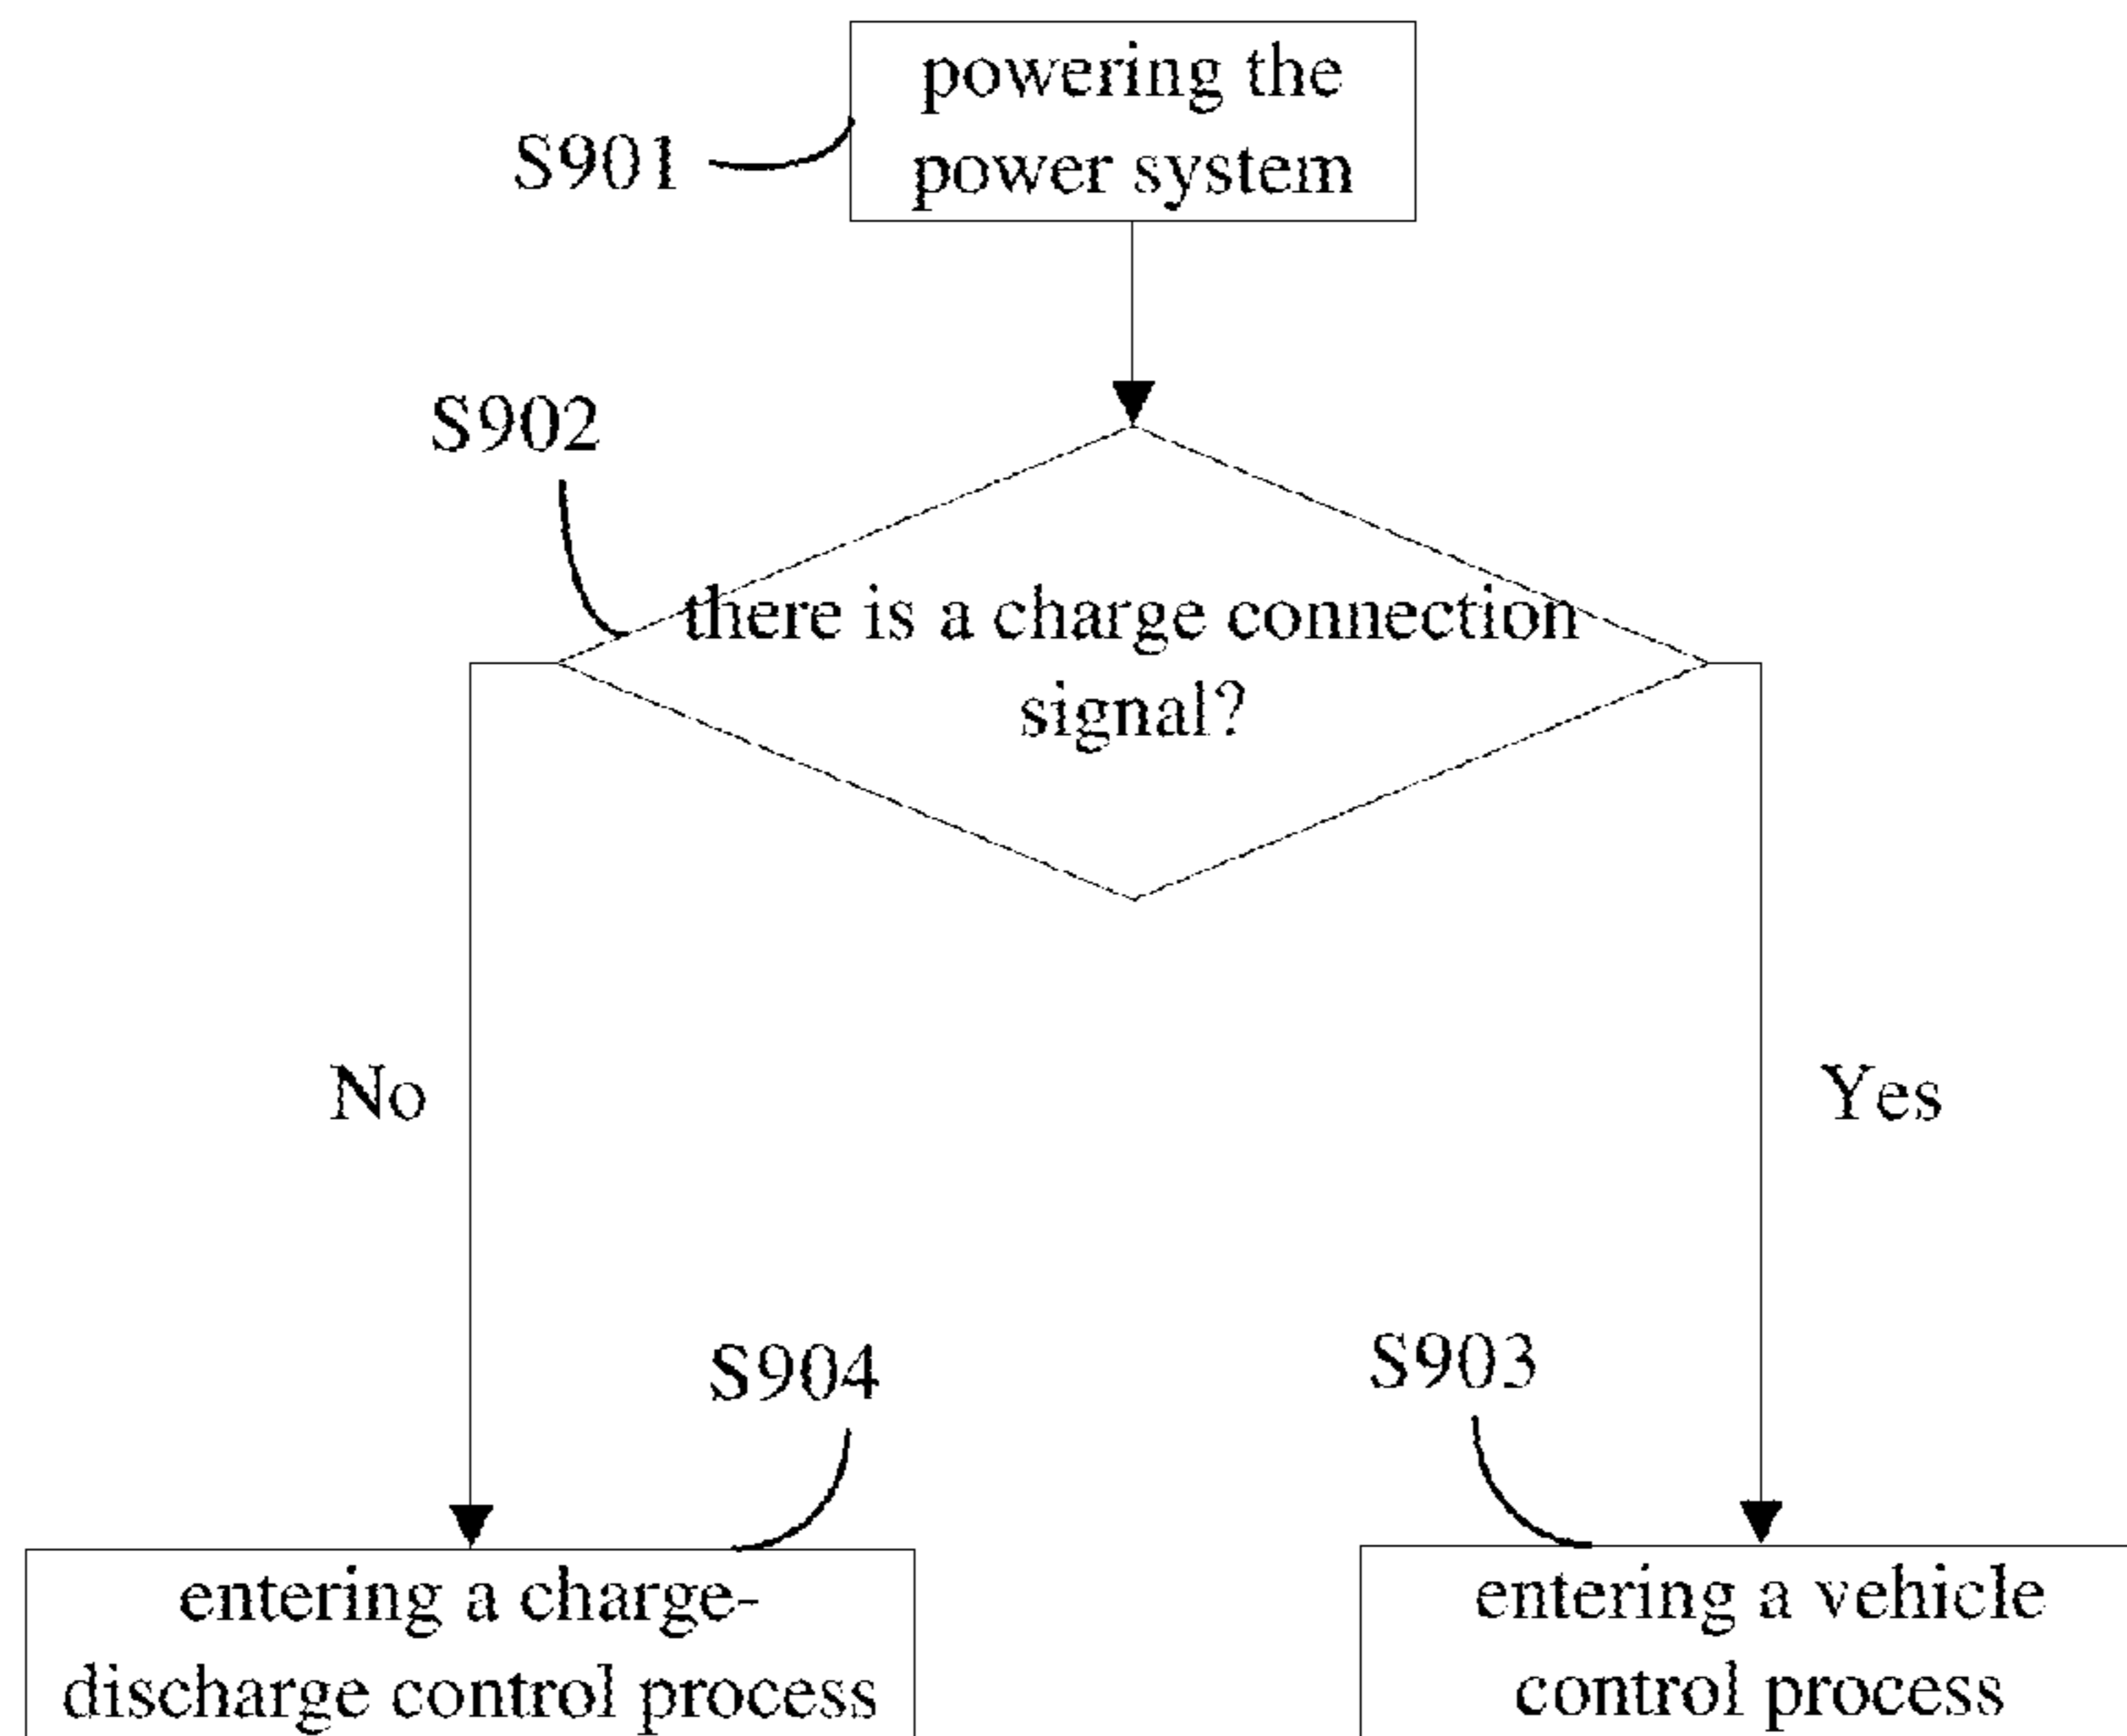 powering the
power system
S901
S902
there is a charge connection
signal?
No
Yes
S904
S903
entering a charge-
discharge control process
entering a vehicle
control process